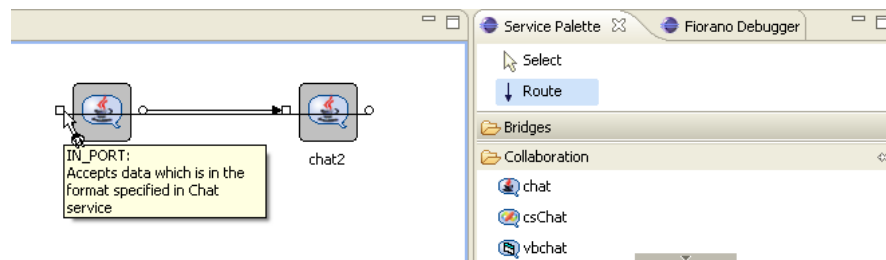 Service Palette
Fiorano Debugger
Select
Route
Bridges
Collaboration
chat
csChat
vbchat
chat2
IN_PORT:
Accepts data which is in the
format specified in Chat
service